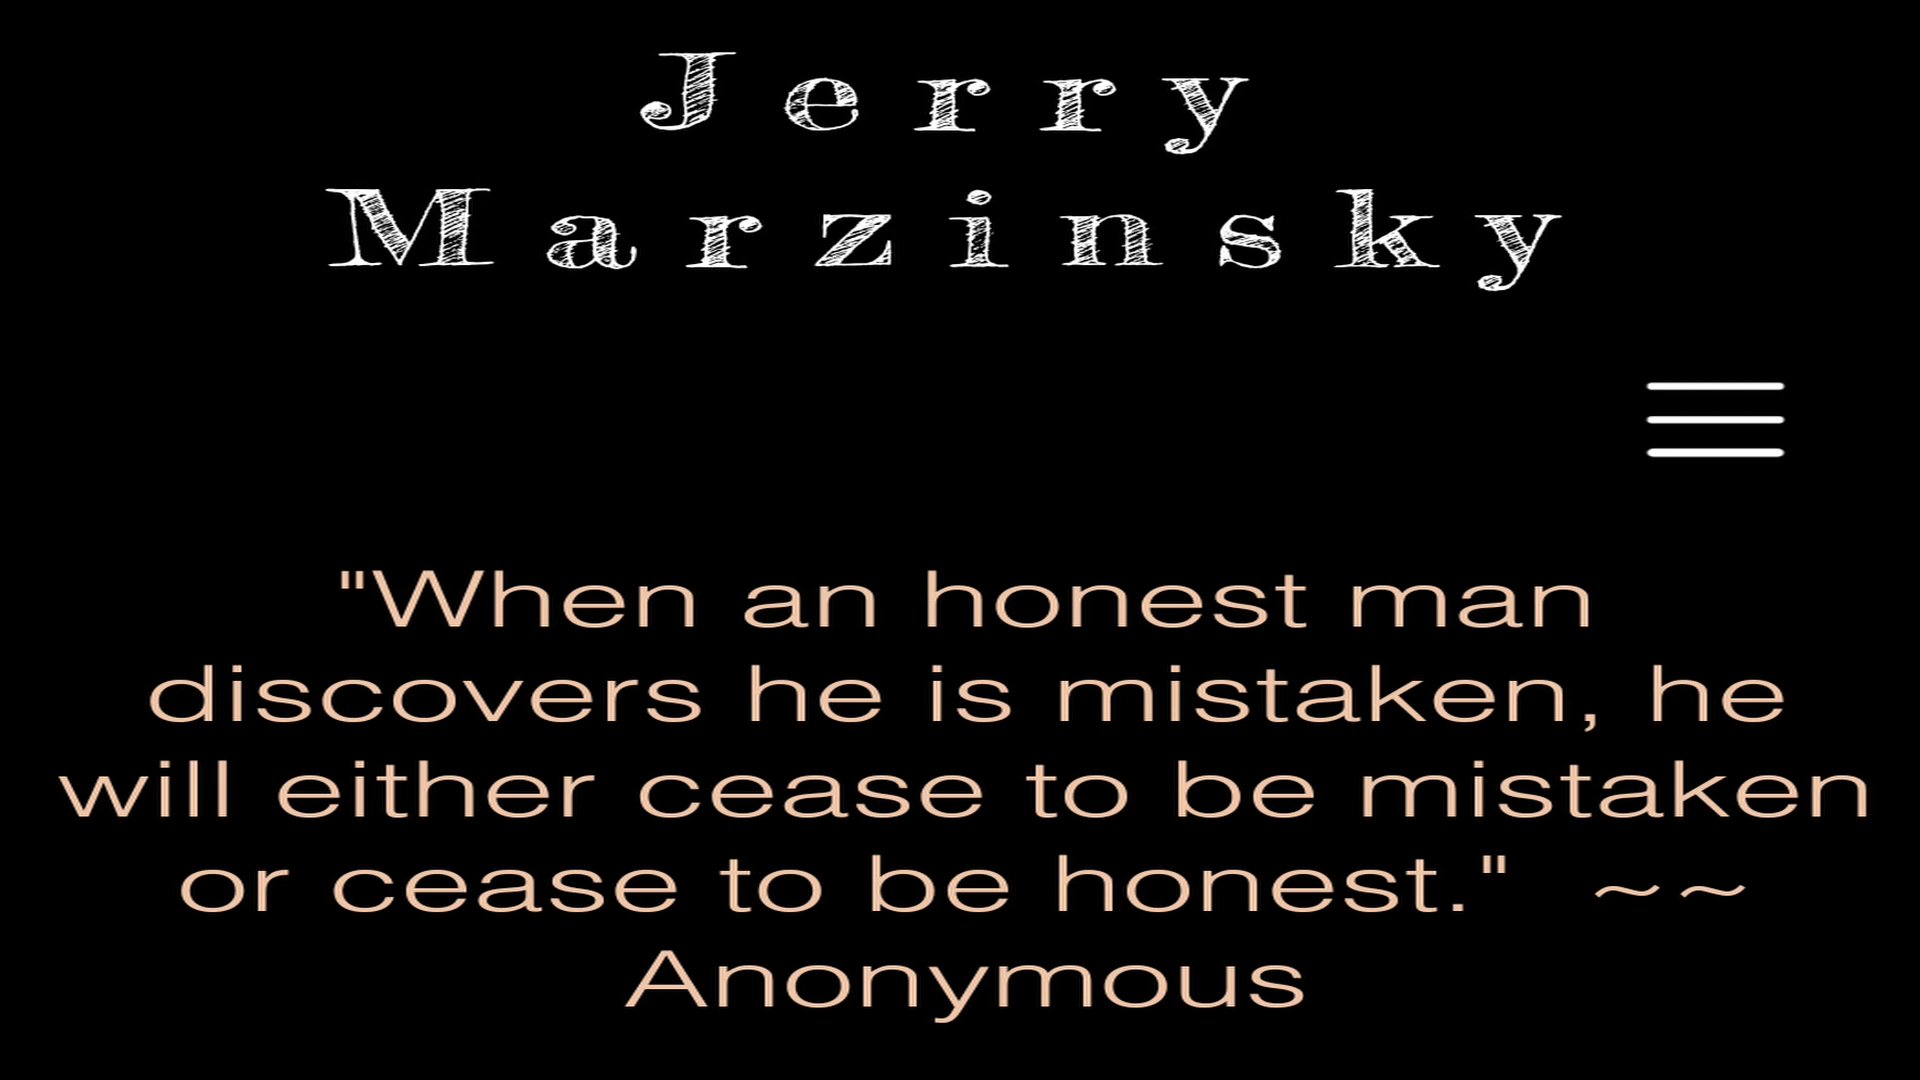 Jerry
Marzinsky
"When an honest man
discovers he is mistaken, he
will either cease to be mistaken
or cease to be honest." ~~
Anonymous